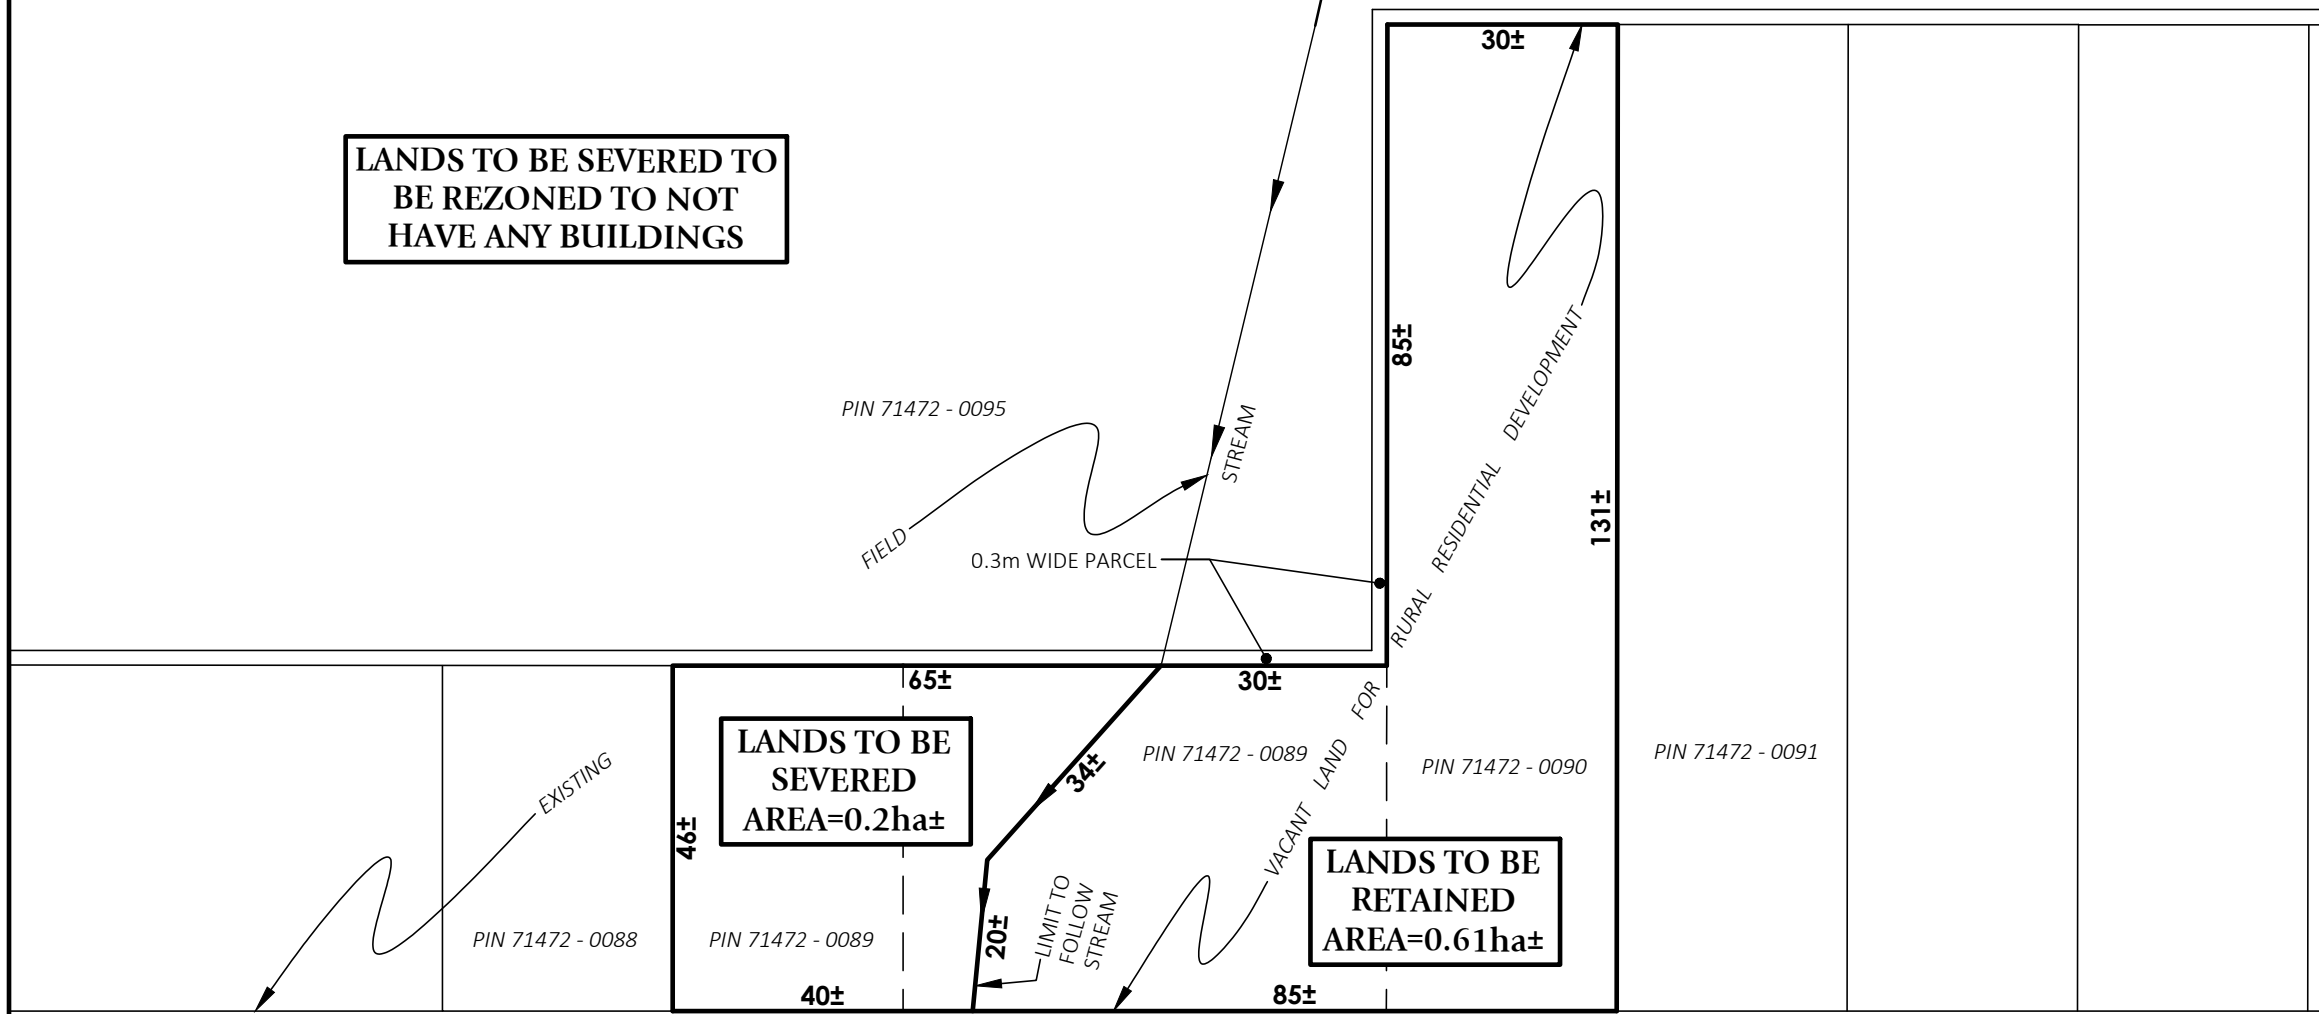 30±
LANDS TO BE SEVERED TO
BE REZONED TO NOT
HAVE ANY BUILDINGS
85±
PIN 71472 - 0095
STREAM
FIELD
0.3m WIDE PARCEL
131±
VACANT LAND FOR RURAL RESIDENTIAL DEVELOPMENT
65±
30±
LANDS TO BE
SEVERED
AREA=0.2ha±
34±
PIN 71472 - 0089
PIN 71472 - 0090
PIN 71472 - 0091
EXISTING
46±
LANDS TO BE
RETAINED
AREA=0.61ha±
LIMIT TO
FOLLOW
STREAM
20±
PIN 71472 - 0088
PIN 71472 - 0089
40±
85±